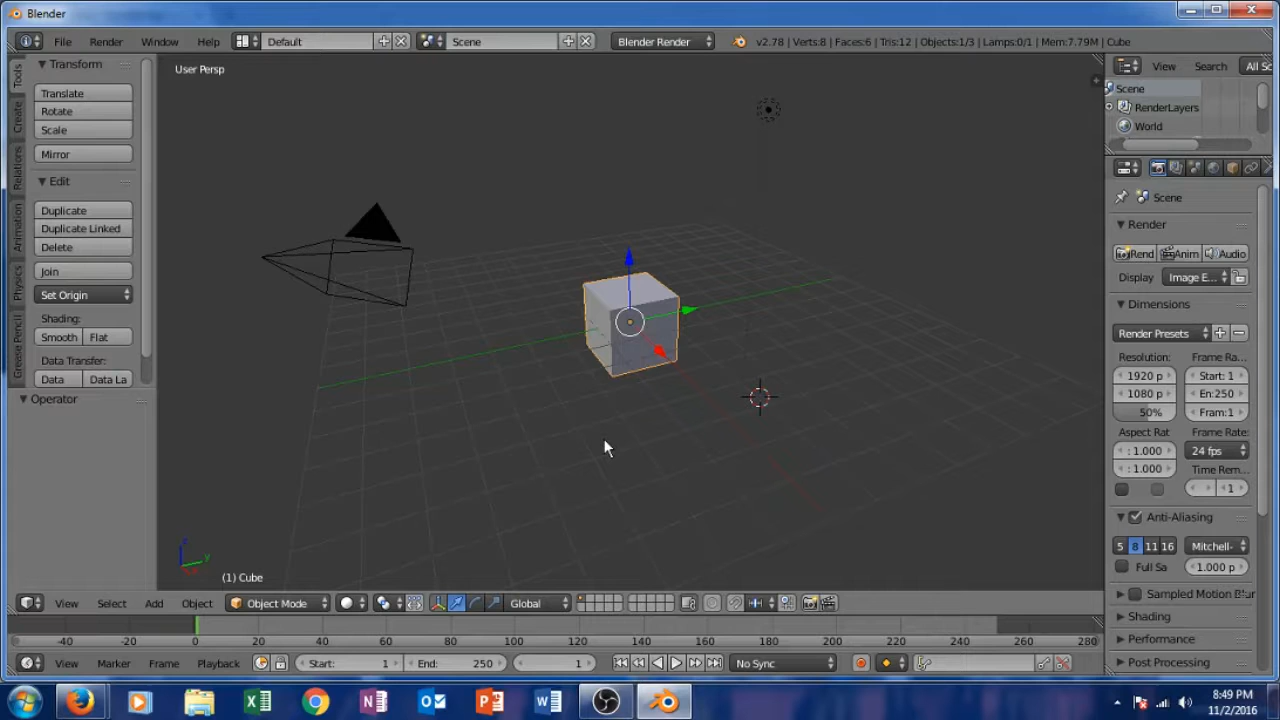 Blender
File Render Window Help Default Scene Blender Render v2.78 | Verts:8 | Faces:6 | Tris:12 | Objects:1/3 | Lamps:0/1 | Mem:7.79M | Cube
Tools
Create
Relations
Animation
Physics
Grease Pencil
Transform
Translate
Rotate
Scale
Mirror
Edit
Duplicate
Duplicate Linked
Delete
Join
Set Origin
Shading:
Smooth Flat
Data Transfer:
Data Data La
Operator
User Persp
z
y
(1) Cube
View Search All Sc
Scene
RenderLayers
World
Scene
Render
Rend Anim Audio
Display Image E...
Dimensions
Render Presets
Resolution: Frame Ra...
1920 p Start: 1
1080 p En:250
50% Fram:1
Aspect Rat Frame Rate:
: 1.000 24 fps
: 1.000 Time Rem...
1
Anti-Aliasing
5 8 11 16 Mitchell-
Full Sa 1.000 p
Sampled Motion Blur
Shading
Performance
Post Processing
View Select Add Object Object Mode Global
-40 -20 0 20 40 60 80 100 120 140 160 180 200 220 240 260 280
View Marker Frame Playback Start: 1 End: 250 1 No Sync
8:49 PM
11/2/2016